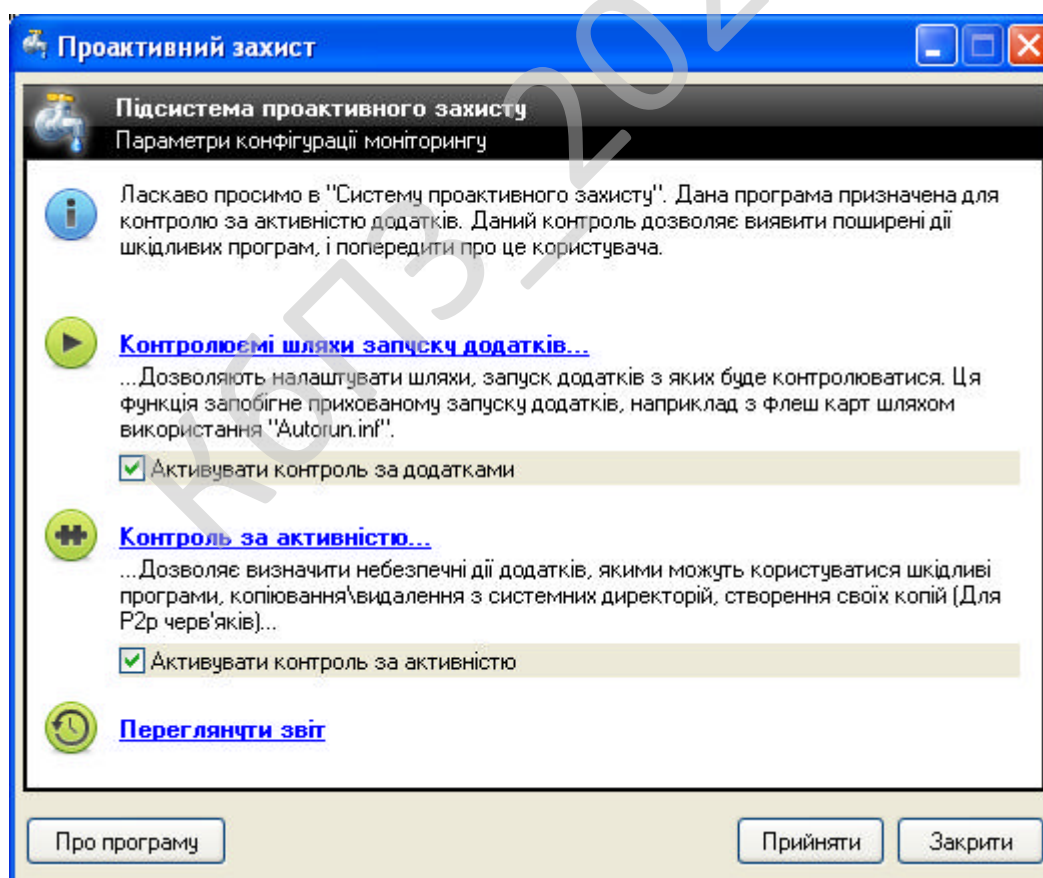 Проактивний захист
Підсистема проактивного захисту
Параметри конфігурації моніторингу
Ласкаво просимо в "Систему проактивного захисту". Дана програма призначена для
контролю за активністю додатків. Даний контроль дозволяє виявити поширені дії
шкідливих програм, і попередити про це користувача.
Контролюємі шляхи запуску додатків...
...Дозволяють налаштувати шляхи, запуск додатків з яких буде контролюватися. Ця
функція запобігне прихованому запуску додатків, наприклад з флеш карт шляхом
використання "Autorun.inf".
Активувати контроль за додатками
Контроль за активністю...
...Дозволяє визначити небезпечні дії додатків, якими можуть користуватися шкідливі
програми, копіювання\видалення з системних директорій, створення своїх копій (Для
P2p черв'яків)...
Активувати контроль за активністю
Переглянути звіт
Про програму
Прийняти
Закрити